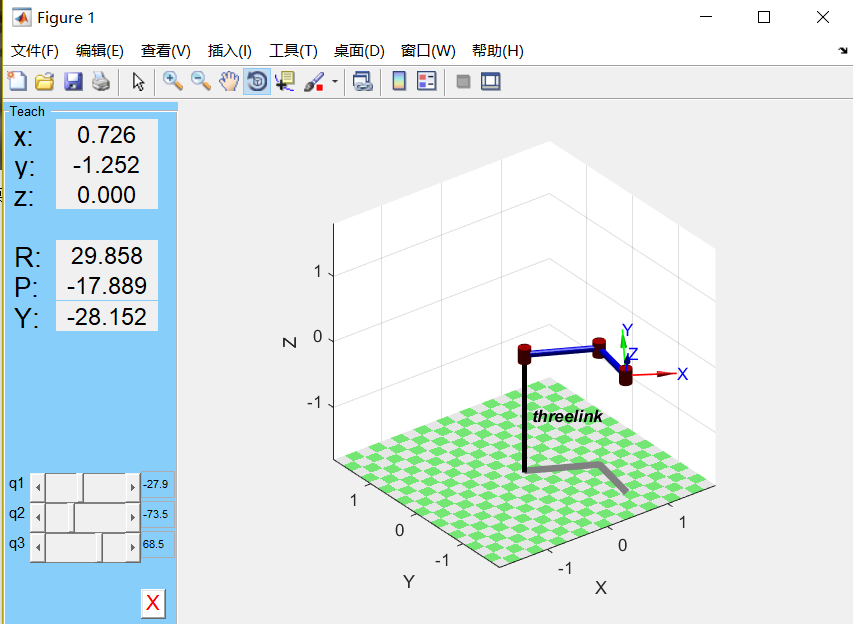 Figure 1
文件(F) 编辑(E) 查看(V) 插入(I) 工具(T) 桌面(D) 窗口(W) 帮助(H)
Teach
x: 0.726
y: -1.252
z: 0.000
R: 29.858
P: -17.889
Y: -28.152
q1 -27.9
q2 -73.5
q3 68.5
X
Z
1
0
-1
threelink
Y
Z
X
1
0
-1
Y
-1
0
1
X